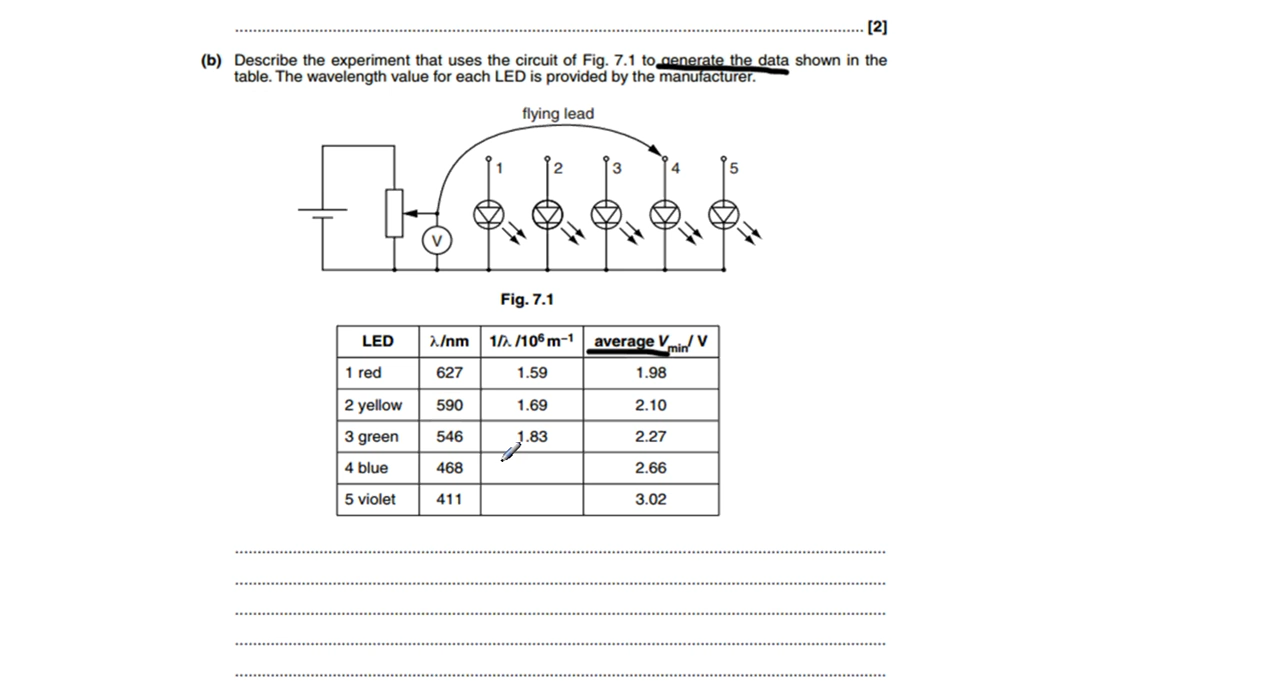 [2]
(b) Describe the experiment that uses the circuit of Fig. 7.1 to generate the data shown in the
table. The wavelength value for each LED is provided by the manufacturer.
flying lead
1 2 3 4 5
V
Fig. 7.1
LED λ/nm 1/λ /10⁶ m⁻¹ average Vmin/ V
1 red 627 1.59 1.98
2 yellow 590 1.69 2.10
3 green 546 1.83 2.27
4 blue 468 2.66
5 violet 411 3.02